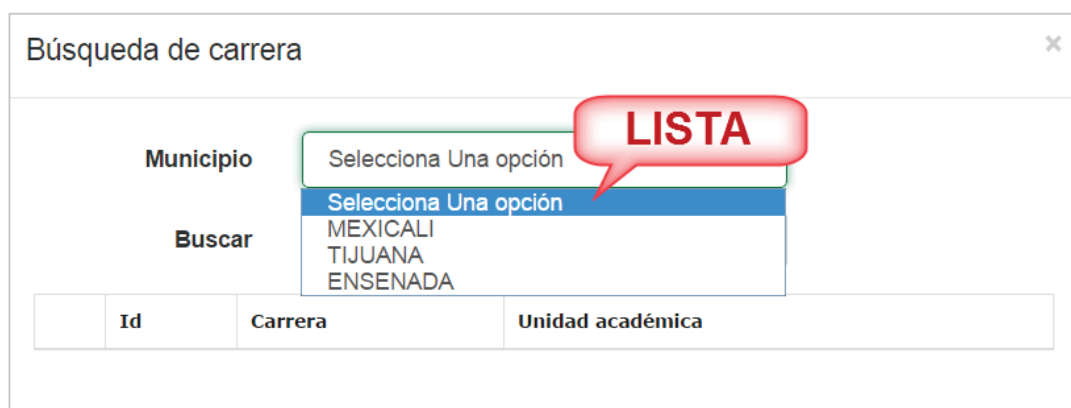 Búsqueda de carrera ×
LISTA
Municipio Selecciona Una opción
Selecciona Una opción
MEXICALI
Buscar
TIJUANA
ENSENADA
Id Carrera Unidad académica